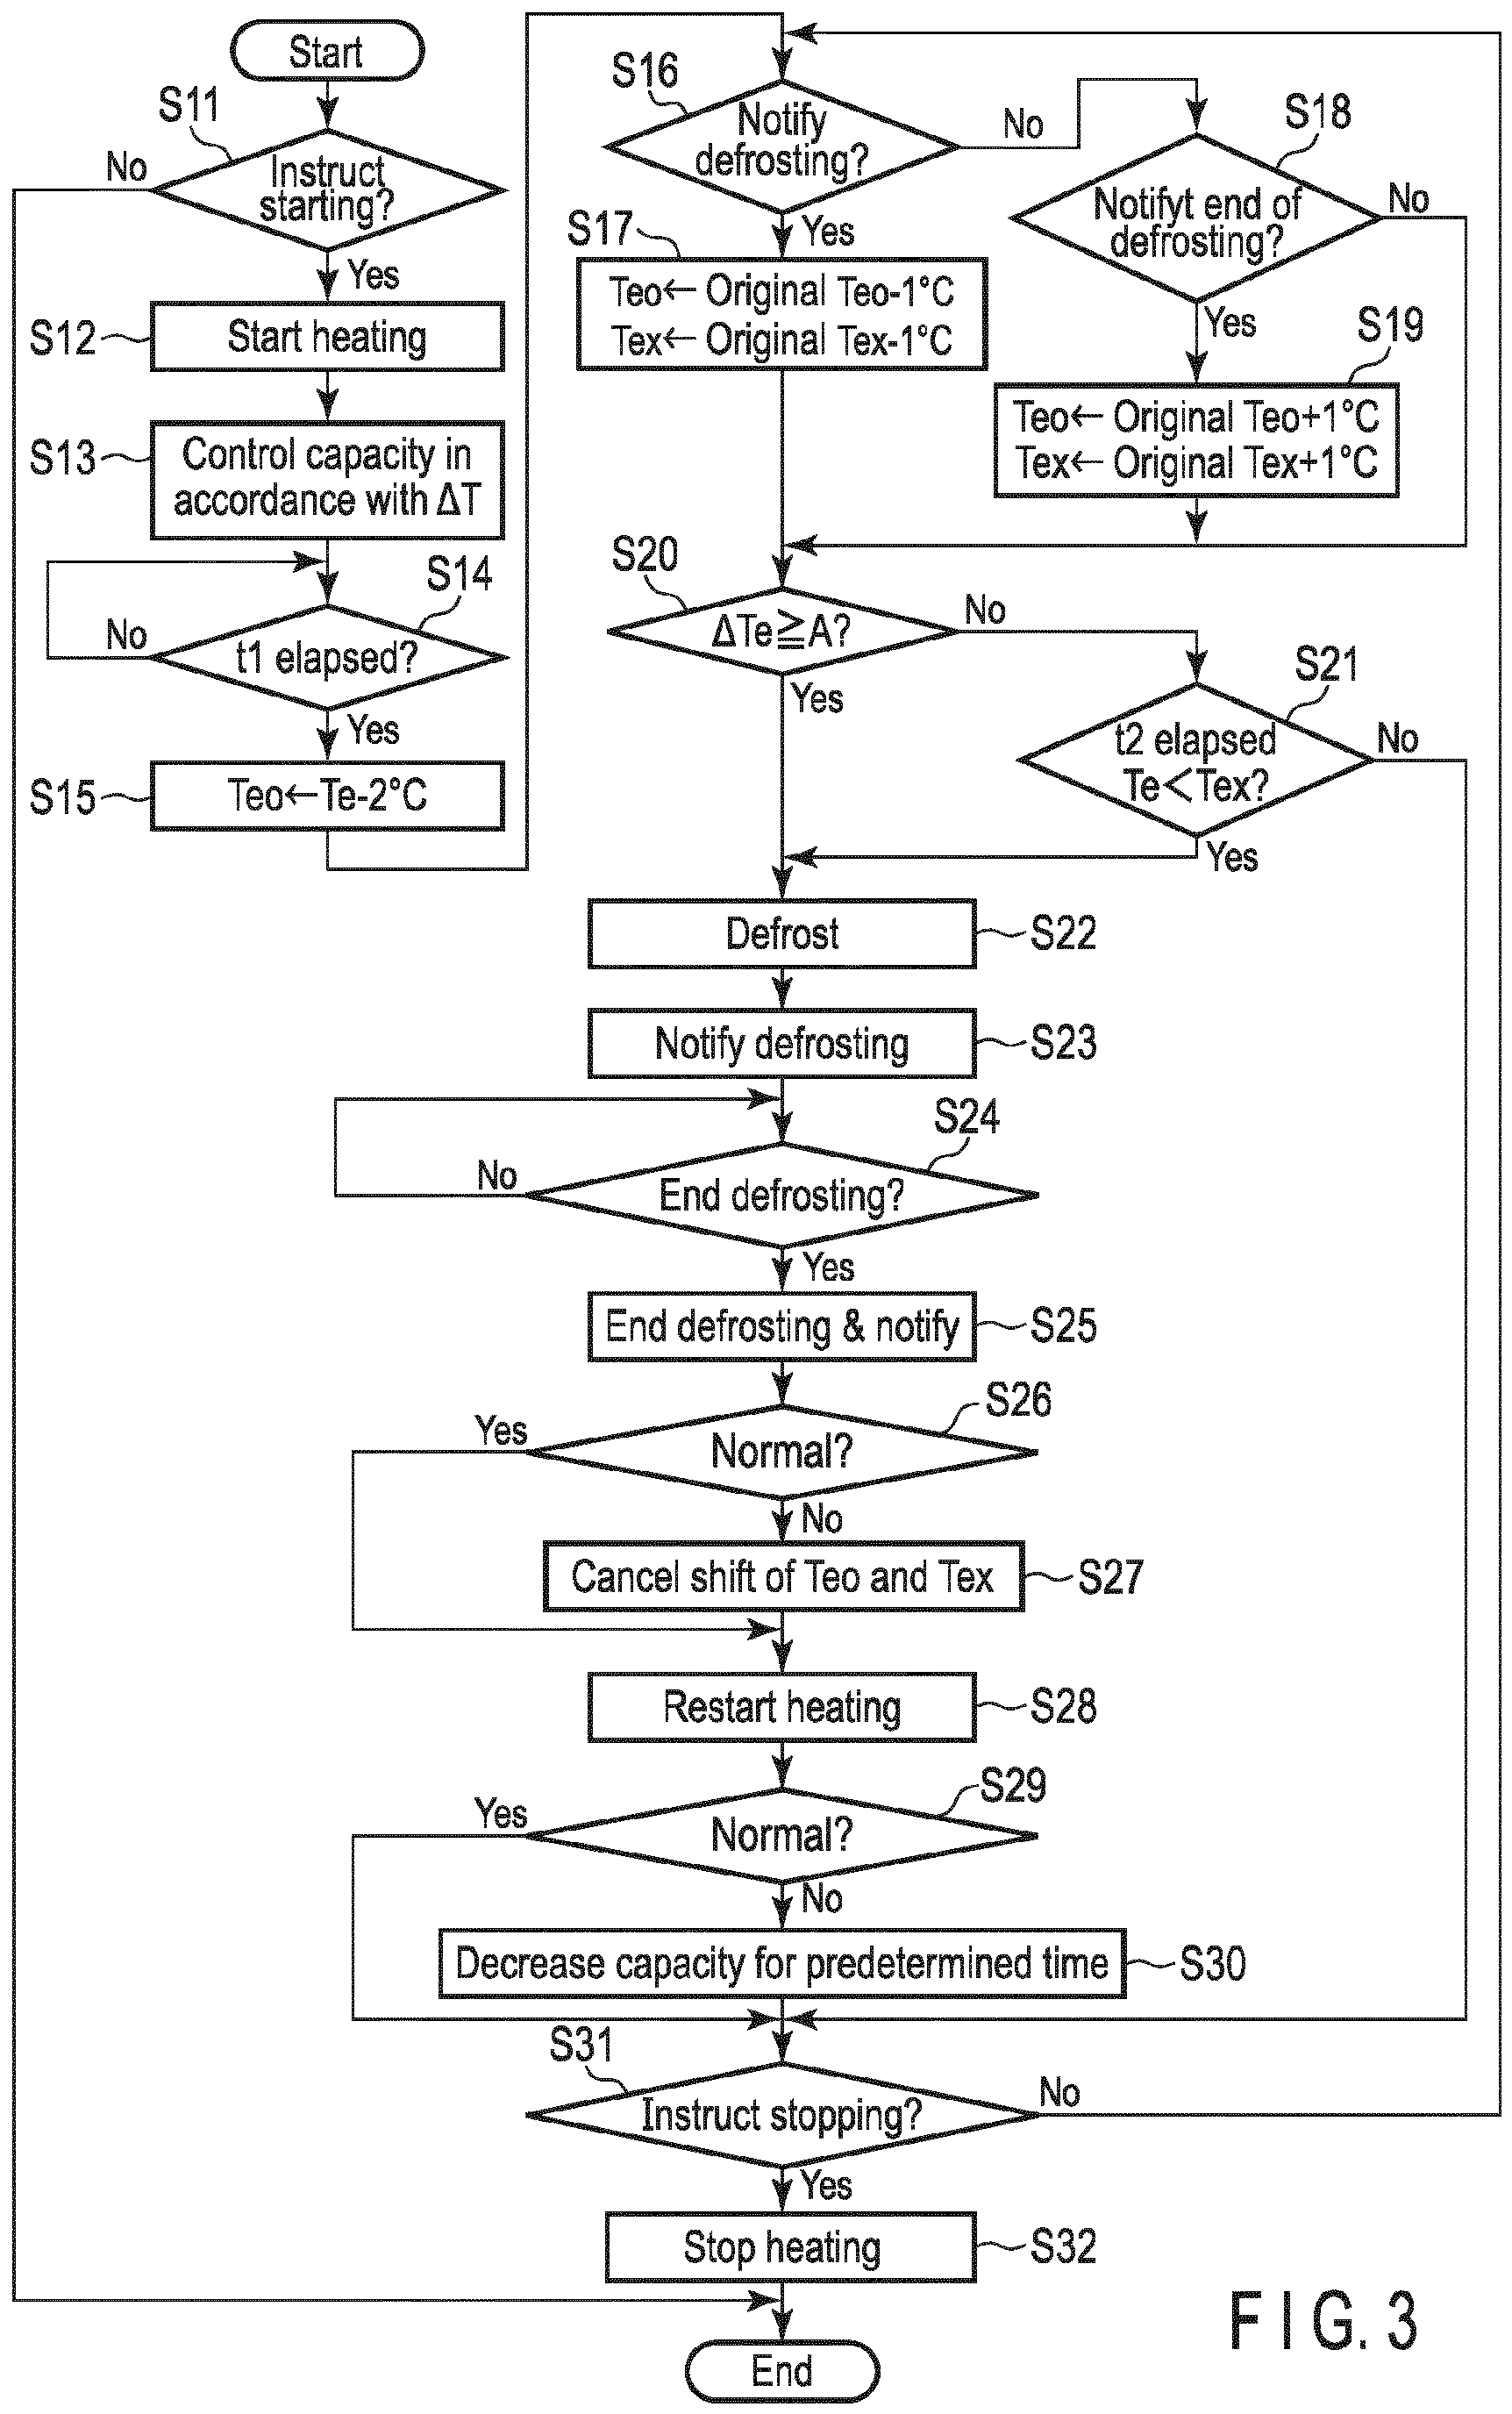 Start
S11
No
Instruct
starting?
Yes
S12
Start heating
S13
Control capacity in
accordance with ΔT
S14
No
t1 elapsed?
Yes
S15
Teo←Te-2°C
S16
Notify
defrosting?
No
Yes
S17
Teo← Original Teo-1°C
Tex← Original Tex-1°C
S18
Notifyt end of
defrosting?
No
Yes
S19
Teo← Original Teo+1°C
Tex← Original Tex+1°C
S20
ΔTe≧A?
No
Yes
S21
t2 elapsed
Te<Tex?
No
Yes
Defrost
S22
Notify defrosting
S23
S24
No
End defrosting?
Yes
End defrosting & notify
S25
S26
Yes
Normal?
No
Cancel shift of Teo and Tex
S27
Restart heating
S28
S29
Yes
Normal?
No
Decrease capacity for predetermined time
S30
S31
Instruct stopping?
No
Yes
Stop heating
S32
End
FIG. 3